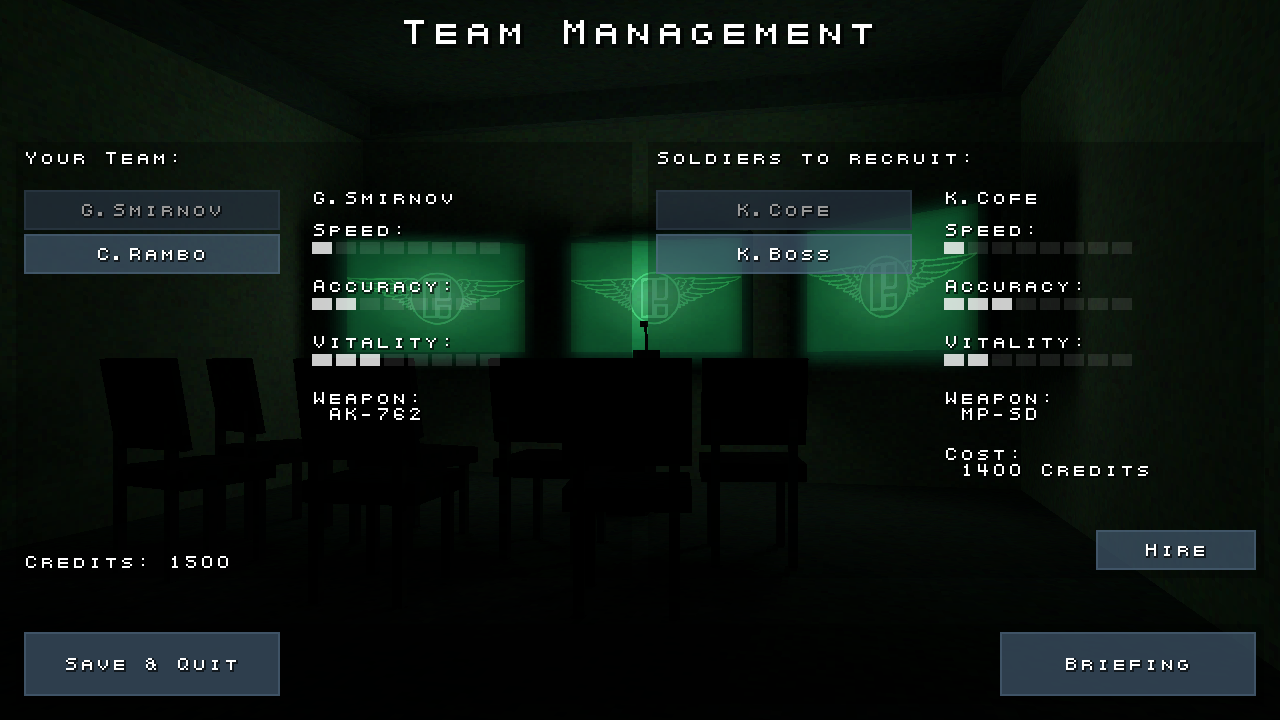 Team Management
Your Team:
G.Smirnov
C.Rambo
G.Smirnov
Speed:
Accuracy:
Vitality:
Weapon:
AK-762
Soldiers to recruit:
K.Cofe
K.Boss
K.Cofe
Speed:
Accuracy:
Vitality:
Weapon:
MP-SD
Cost:
1400 Credits
Hire
Credits: 1500
Save & Quit
Briefing